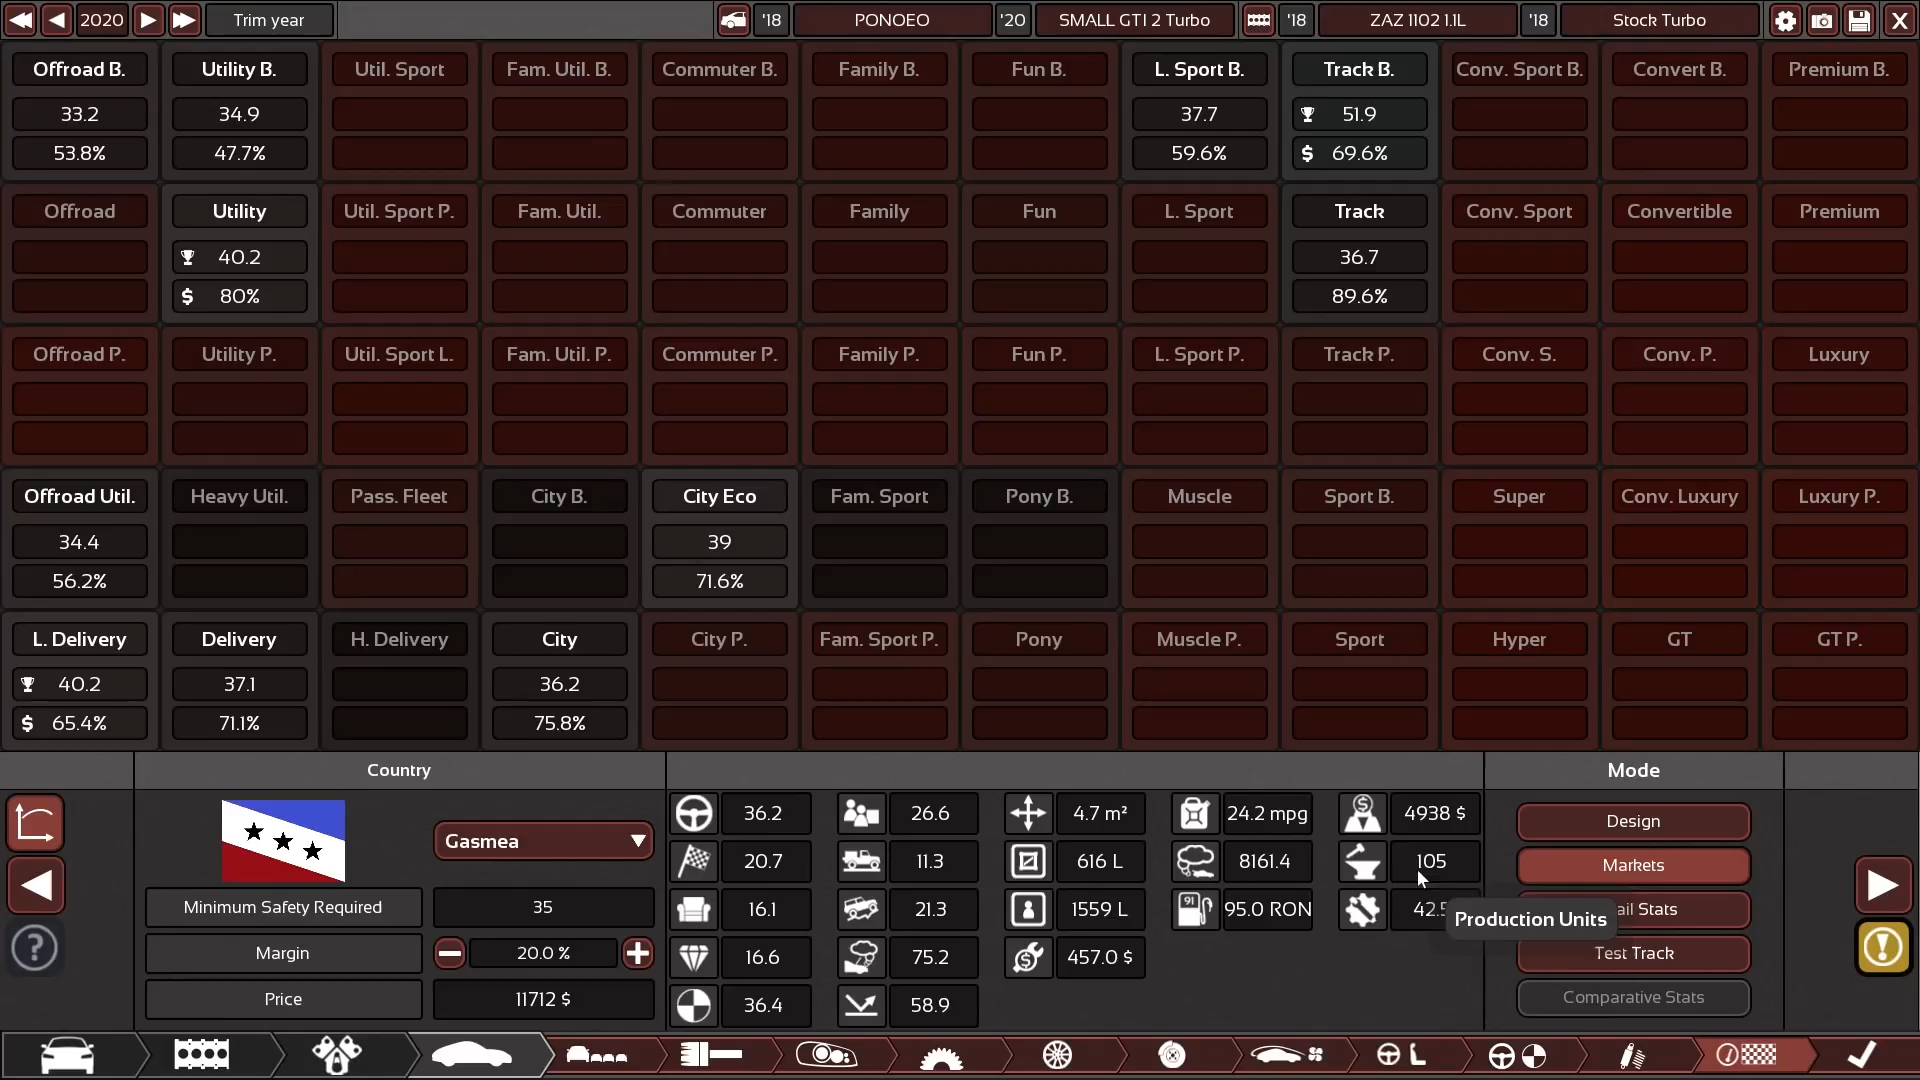 2020 Trim year '18 PONOEO '20 SMALL GTI 2 Turbo '18 ZAZ 1102 1.1L '18 Stock Turbo X
Offroad B. Utility B. Util. Sport Fam. Util. B. Commuter B. Family B. Fun B. L. Sport B. Track B. Conv. Sport B. Convert B. Premium B.
33.2 34.9 37.7 51.9
53.8% 47.7% 59.6% $ 69.6%
Offroad Utility Util. Sport P. Fam. Util. Commuter Family Fun L. Sport Track Conv. Sport Convertible Premium
40.2 36.7
$ 80% 89.6%
Offroad P. Utility P. Util. Sport L. Fam. Util. P. Commuter P. Family P. Fun P. L. Sport P. Track P. Conv. S. Conv. P. Luxury
Offroad Util. Heavy Util. Pass. Fleet City B. City Eco Fam. Sport Pony B. Muscle Sport B. Super Conv. Luxury Luxury P.
34.4 39
56.2% 71.6%
L. Delivery Delivery H. Delivery City City P. Fam. Sport P. Pony Muscle P. Sport Hyper GT GT P.
40.2 37.1 36.2
$ 65.4% 71.1% 75.8%
Country Mode
36.2 26.6 4.7 m² 24.2 mpg $ 4938 $ Design
Gasmea
20.7 11.3 616 L 8161.4 105 Markets
Minimum Safety Required 35 16.1 21.3 1559 L 91 95.0 RON 42.5 Production Units ail Stats
Margin 20.0 % 16.6 75.2 $ 457.0 $ Test Track
Price 11712 $ 36.4 58.9 Comparative Stats
?
!